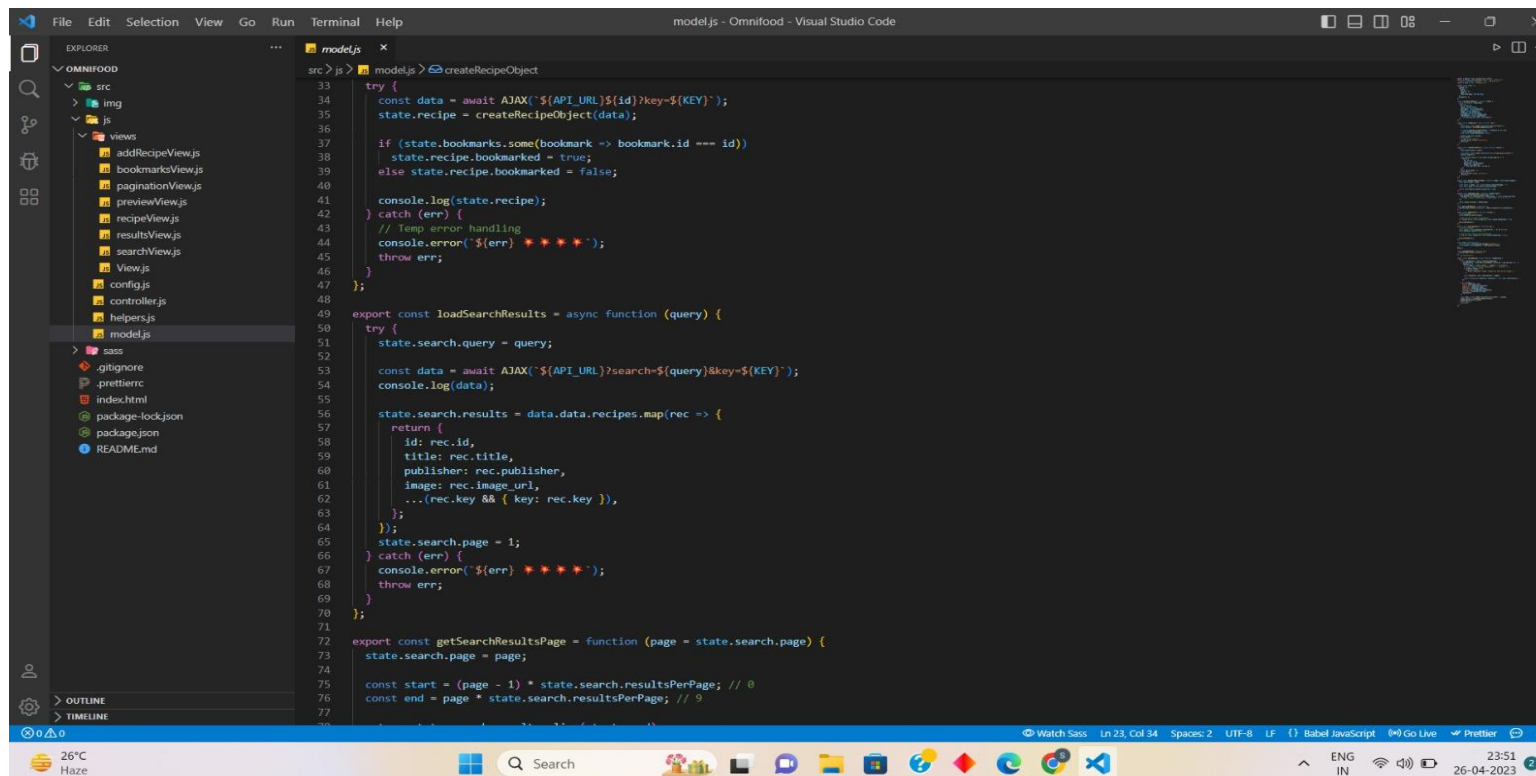 File Edit Selection View Go Run Terminal Help
model.js - Omnifood - Visual Studio Code
EXPLORER
OMNIFOOD
src
img
js
views
addRecipeView.js
bookmarksView.js
paginationView.js
previewView.js
recipeView.js
resultsView.js
searchView.js
View.js
config.js
controller.js
helpers.js
model.js
sass
.gitignore
.prettierrc
index.html
package-lock.json
package.json
README.md
OUTLINE
TIMELINE
model.js
src > js > model.js > createRecipeObject
33 try {
34 const data = await AJAX(`${API_URL}${id}?key=${KEY}`);
35 state.recipe = createRecipeObject(data);
36
37 if (state.bookmarks.some(bookmark => bookmark.id === id))
38 state.recipe.bookmarked = true;
39 else state.recipe.bookmarked = false;
40
41 console.log(state.recipe);
42 } catch (err) {
43 // Temp error handling
44 console.error(`${err} 💥💥💥💥`);
45 throw err;
46 }
47 };
48
49 export const loadSearchResults = async function (query) {
50 try {
51 state.search.query = query;
52
53 const data = await AJAX(`${API_URL}?search=${query}&key=${KEY}`);
54 console.log(data);
55
56 state.search.results = data.data.recipes.map(rec => {
57 return {
58 id: rec.id,
59 title: rec.title,
60 publisher: rec.publisher,
61 image: rec.image_url,
62 ...(rec.key && { key: rec.key }),
63 };
64 });
65 state.search.page = 1;
66 } catch (err) {
67 console.error(`${err} 💥💥💥💥`);
68 throw err;
69 }
70 };
71
72 export const getSearchResultsPage = function (page = state.search.page) {
73 state.search.page = page;
74
75 const start = (page - 1) * state.search.resultsPerPage; // 0
76 const end = page * state.search.resultsPerPage; // 9
77
0 0
Watch Sass Ln 23, Col 34 Spaces: 2 UTF-8 LF {} Babel JavaScript Go Live Prettier
26°C
Haze
Search
ENG
IN
23:51
26-04-2023